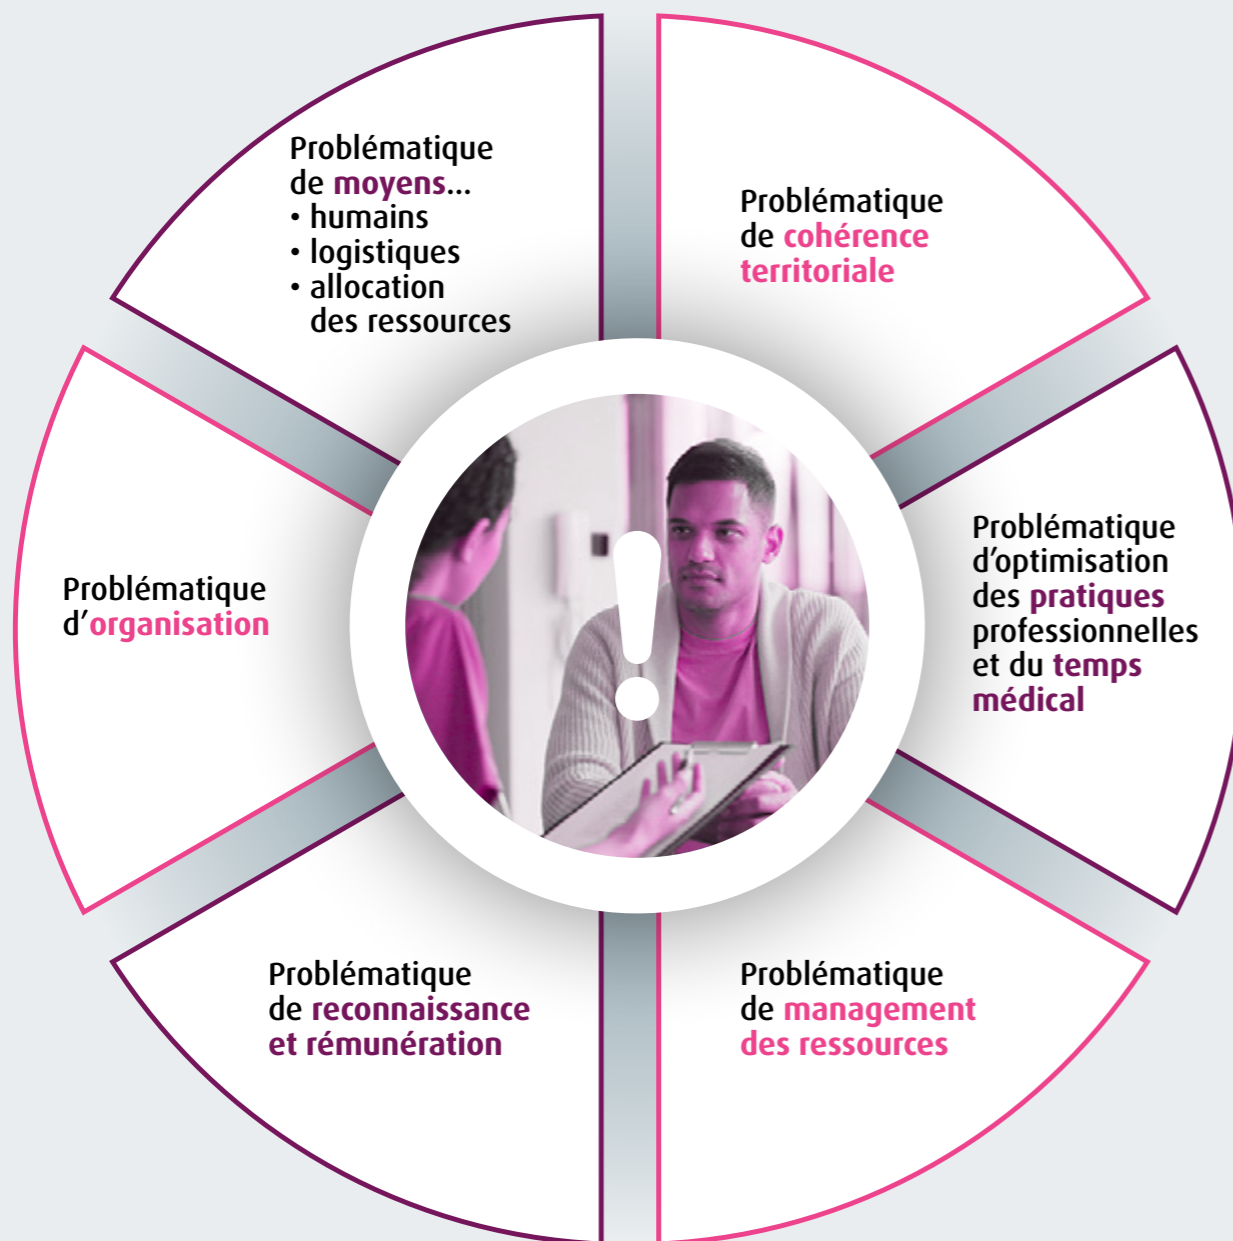 Problématique
de moyens...
• humains
• logistiques
• allocation
des ressources
Problématique
de cohérence
territoriale
Problématique
d’optimisation
des pratiques
professionnelles
et du temps
médical
Problématique
de management
des ressources
Problématique
de reconnaissance
et rémunération
Problématique
d’organisation
!